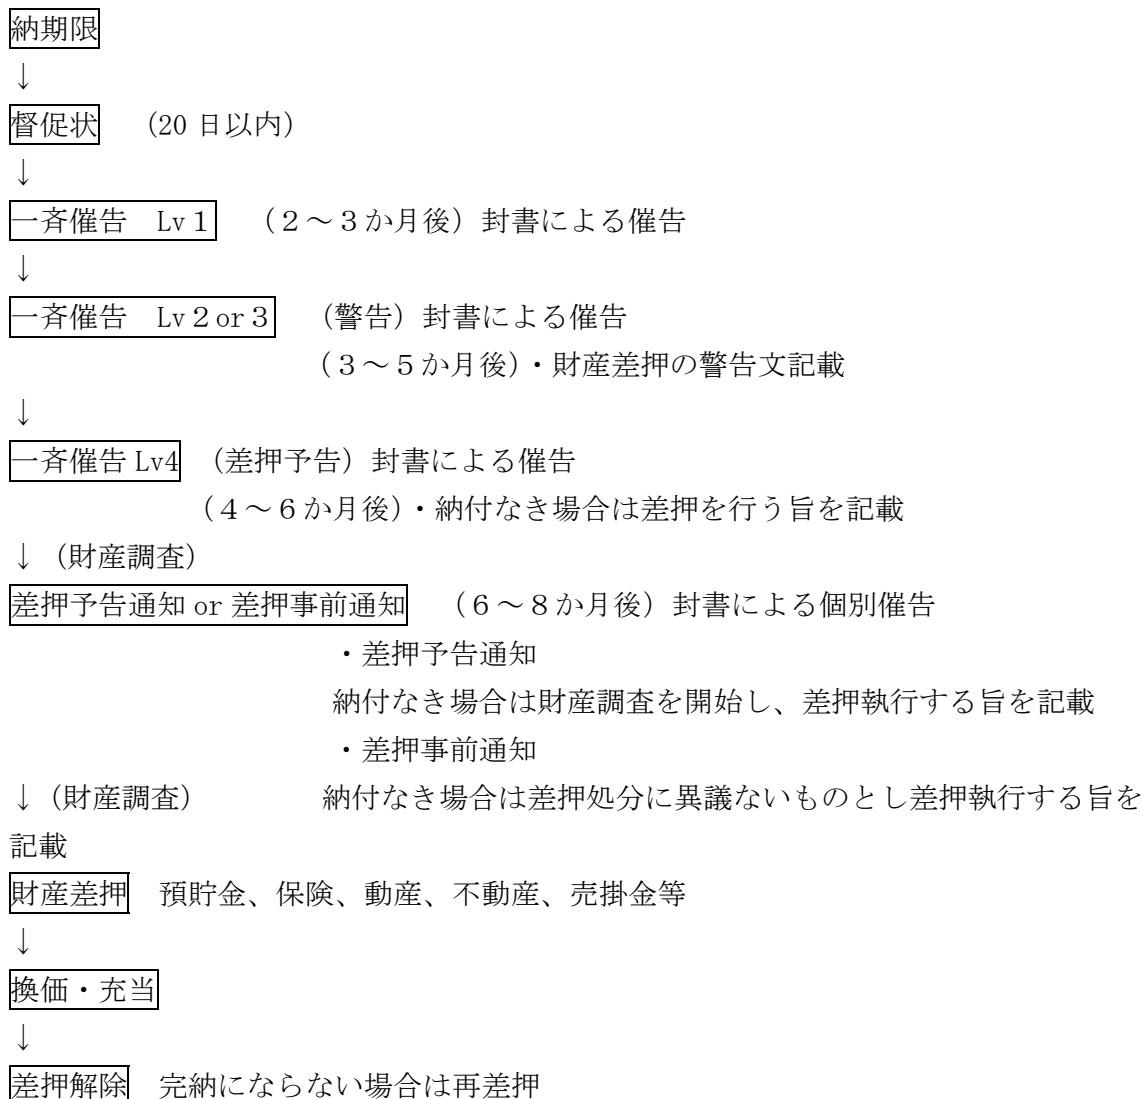 納期限
↓
督促状　（20 日以内）
↓
一斉催告　Lv１　（２～３か月後）封書による催告
↓
一斉催告　Lv２or３　（警告）封書による催告
（３～５か月後）・財産差押の警告文記載
↓
一斉催告 Lv4　（差押予告）封書による催告
（４～６か月後）・納付なき場合は差押を行う旨を記載
↓（財産調査）
差押予告通知 or 差押事前通知　（６～８か月後）封書による個別催告
・差押予告通知
納付なき場合は財産調査を開始し、差押執行する旨を記載
・差押事前通知
↓（財産調査）　納付なき場合は差押処分に異議ないものとし差押執行する旨を
記載
財産差押　預貯金、保険、動産、不動産、売掛金等
↓
換価・充当
↓
差押解除　完納にならない場合は再差押